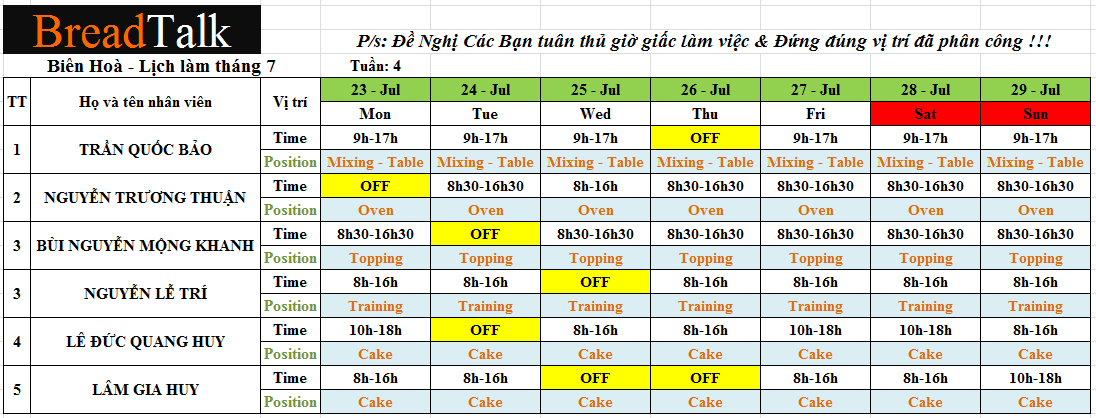 BreadTalk
P/s: Đề Nghị Các Bạn tuân thủ giờ giấc làm việc & Đứng đúng vị trí đã phân công !!!
Biên Hoà - Lịch làm tháng 7 Tuần: 4
TT Họ và tên nhân viên Vị trí 23 - Jul 24 - Jul 25 - Jul 26 - Jul 27 - Jul 28 - Jul 29 - Jul
Mon Tue Wed Thu Fri Sat Sun
1 TRẦN QUỐC BẢO Time 9h-17h 9h-17h 9h-17h OFF 9h-17h 9h-17h 9h-17h
Position Mixing - Table Mixing - Table Mixing - Table Mixing - Table Mixing - Table Mixing - Table Mixing - Table
2 NGUYỄN TRƯƠNG THUẬN Time OFF 8h30-16h30 8h-16h 8h30-16h30 8h30-16h30 8h30-16h30 8h30-16h30
Position Oven Oven Oven Oven Oven Oven Oven
3 BÙI NGUYỄN MỘNG KHANH Time 8h30-16h30 OFF 8h30-16h30 8h30-16h30 8h30-16h30 8h30-16h30 8h30-16h30
Position Topping Topping Topping Topping Topping Topping Topping
3 NGUYỄN LỄ TRÍ Time 8h-16h 8h-16h OFF 8h-16h 8h-16h 8h-16h 8h-16h
Position Training Training Training Training Training Training Training
4 LÊ ĐỨC QUANG HUY Time 10h-18h OFF 8h-16h 8h-16h 10h-18h 10h-18h 8h-16h
Position Cake Cake Cake Cake Cake Cake Cake
5 LÂM GIA HUY Time 8h-16h 8h-16h OFF OFF 8h-16h 8h-16h 10h-18h
Position Cake Cake Cake Cake Cake Cake Cake